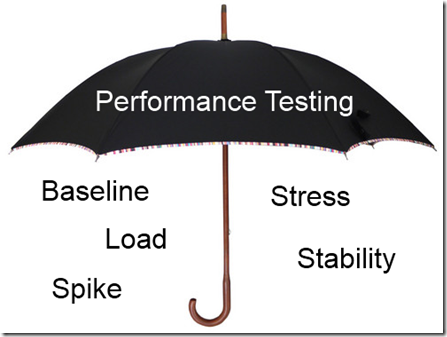 Performance Testing
Baseline
Stress
Load
Stability
Spike